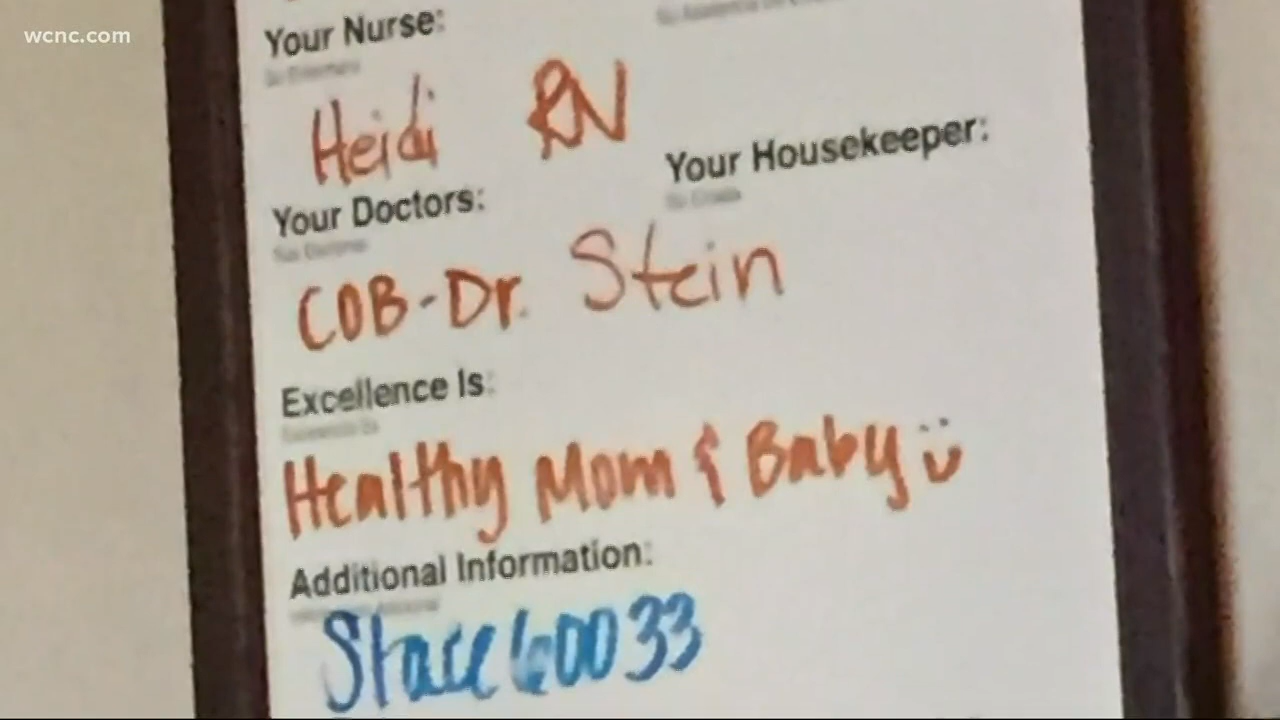 wcnc.com
Your Nurse:
Heidi RN
Your Housekeeper:
Your Doctors:
COB-Dr. Stein
Excellence Is:
Healthy Mom & Baby
Additional Information:
60033